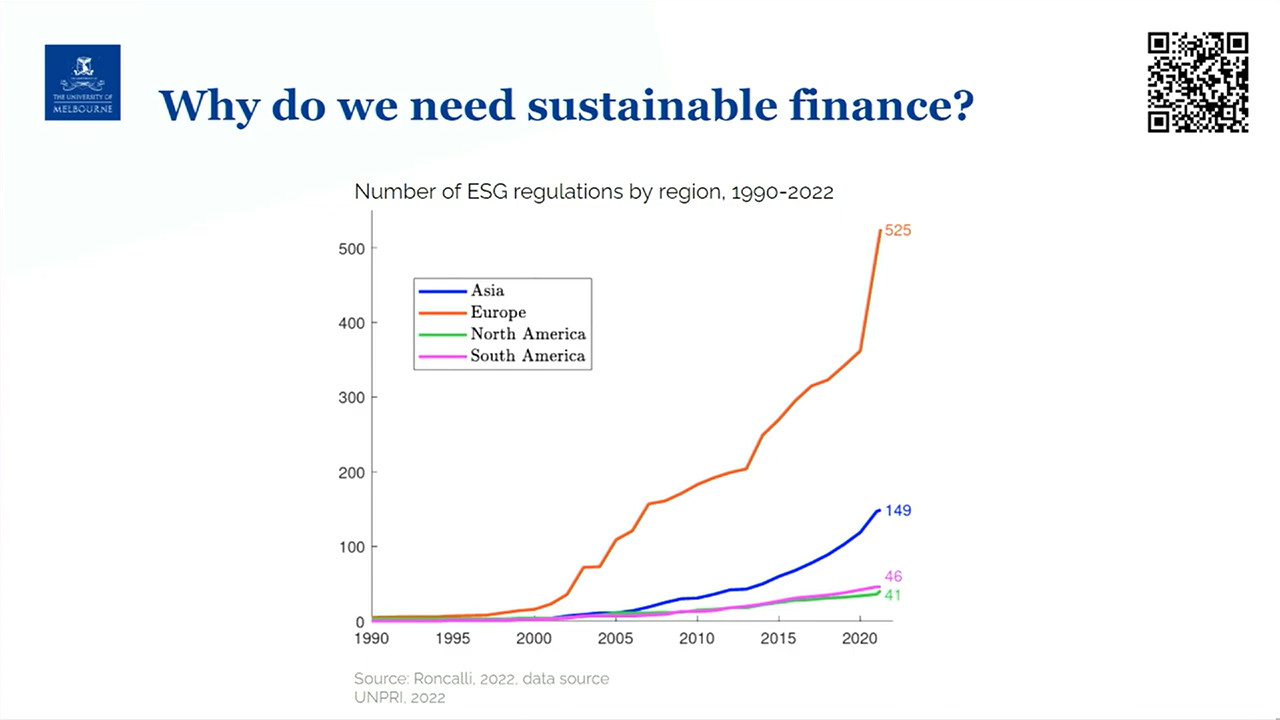 THE UNIVERSITY OF
MELBOURNE
Why do we need sustainable finance?
Number of ESG regulations by region, 1990-2022
500
400
300
200
100
0
Asia
Europe
North America
South America
525
149
46
41
1990 1995 2000 2005 2010 2015 2020
Source: Roncalli, 2022, data source
UNPRI, 2022